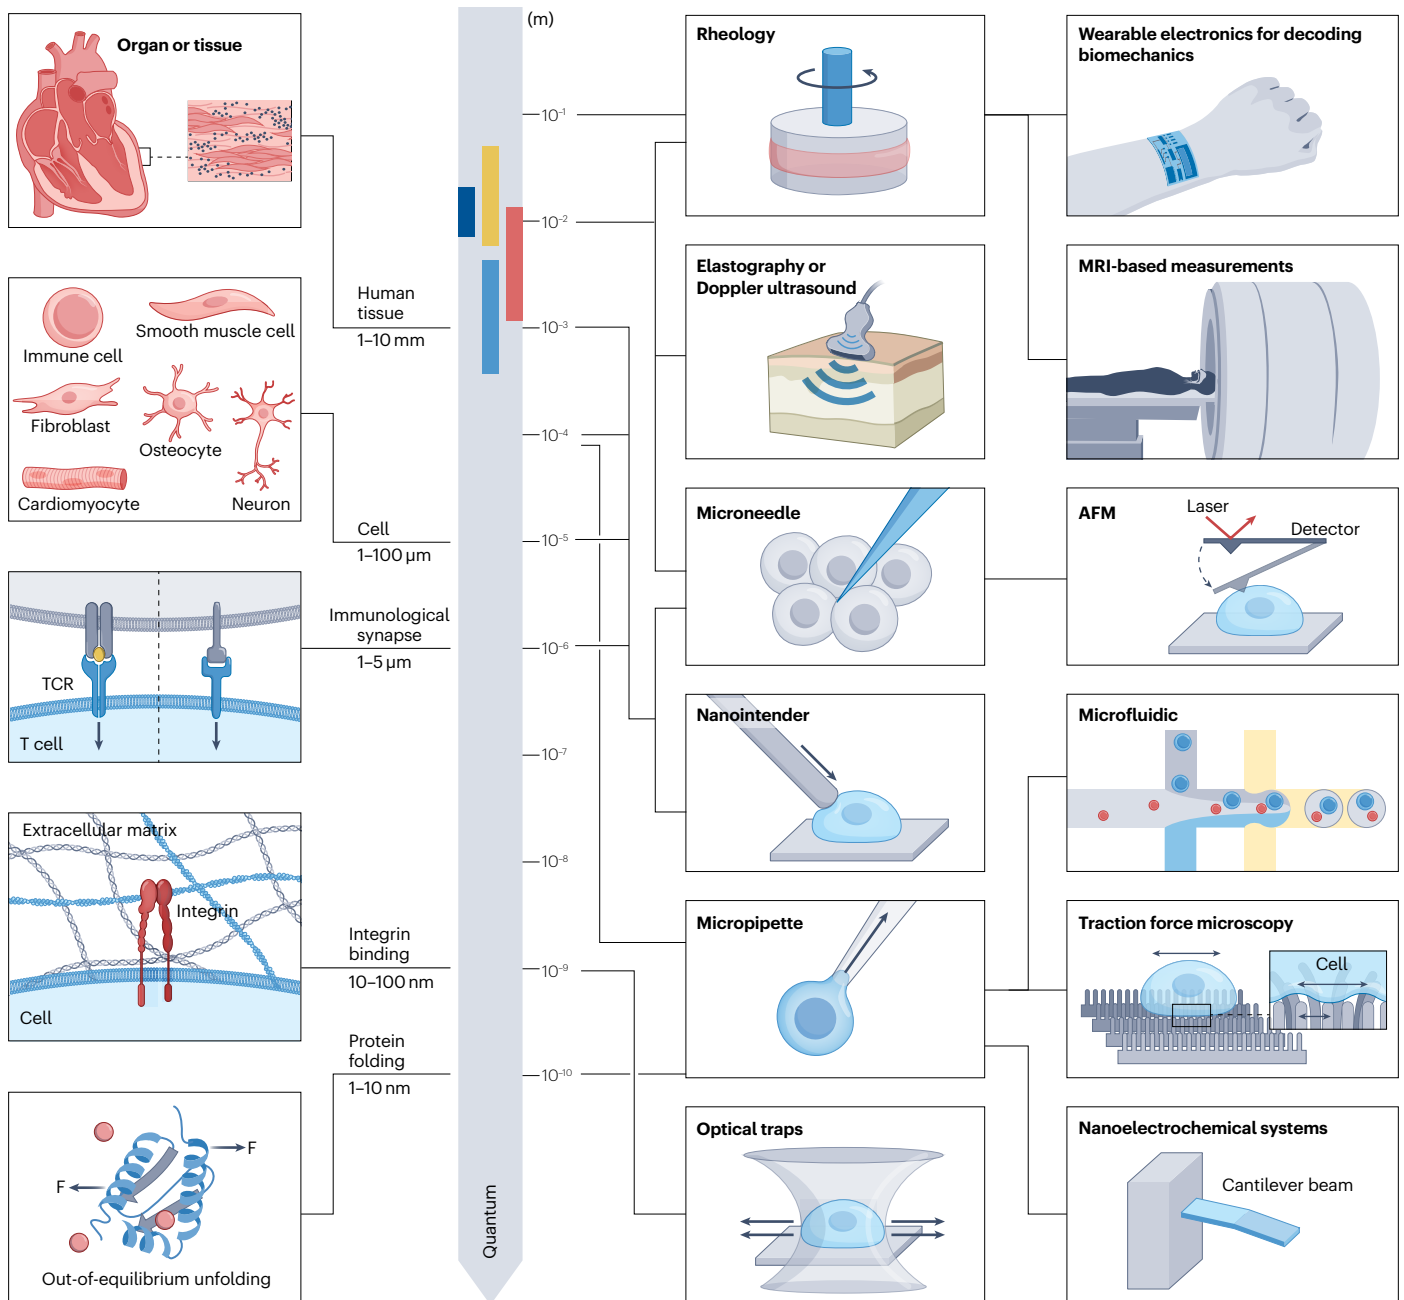 Organ or tissue
Immune cell
Smooth muscle cell
Fibroblast
Osteocyte
Cardiomyocyte
Neuron
TCR
T cell
Extracellular matrix
Integrin
Cell
F
F
Out-of-equilibrium unfolding
Human
tissue
1–10 mm
Cell
1–100 µm
Immunological
synapse
1–5 µm
Integrin
binding
10–100 nm
Protein
folding
1–10 nm
(m)
10⁻¹
10⁻²
10⁻³
10⁻⁴
10⁻⁵
10⁻⁶
10⁻⁷
10⁻⁸
10⁻⁹
10⁻¹⁰
Quantum
Rheology
Elastography or
Doppler ultrasound
Microneedle
Nanointender
Micropipette
Optical traps
Wearable electronics for decoding
biomechanics
MRI-based measurements
AFM
Laser
Detector
Microfluidic
Traction force microscopy
Cell
Nanoelectrochemical systems
Cantilever beam